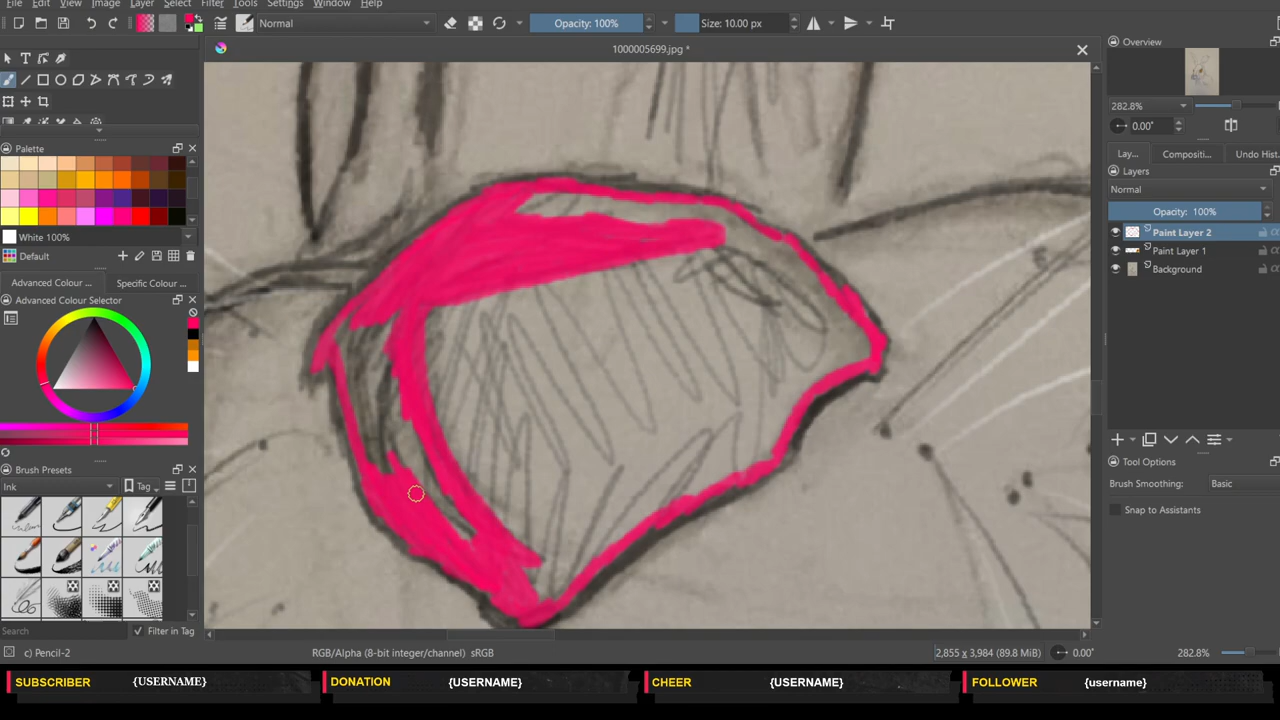 File Edit View Image Layer Select Filter Tools Settings Window Help
Normal
Opacity: 100%
Size: 10.00 px
1000005699.jpg *
Overview
282.8%
0.00°
Palette
White 100%
Default
Advanced Colour ...
Specific Colour ...
Advanced Colour Selector
Brush Presets
Ink
Tag
Search
Filter in Tag
Lay...
Compositi...
Undo Hist...
Layers
Normal
Opacity: 100%
Paint Layer 2
Paint Layer 1
Background
Tool Options
Brush Smoothing:
Basic
Snap to Assistants
c) Pencil-2
RGB/Alpha (8-bit integer/channel) sRGB
2,855 x 3,984 (89.8 MiB)
0.00°
282.8%
SUBSCRIBER {USERNAME}
DONATION {USERNAME}
CHEER {USERNAME}
FOLLOWER {username}